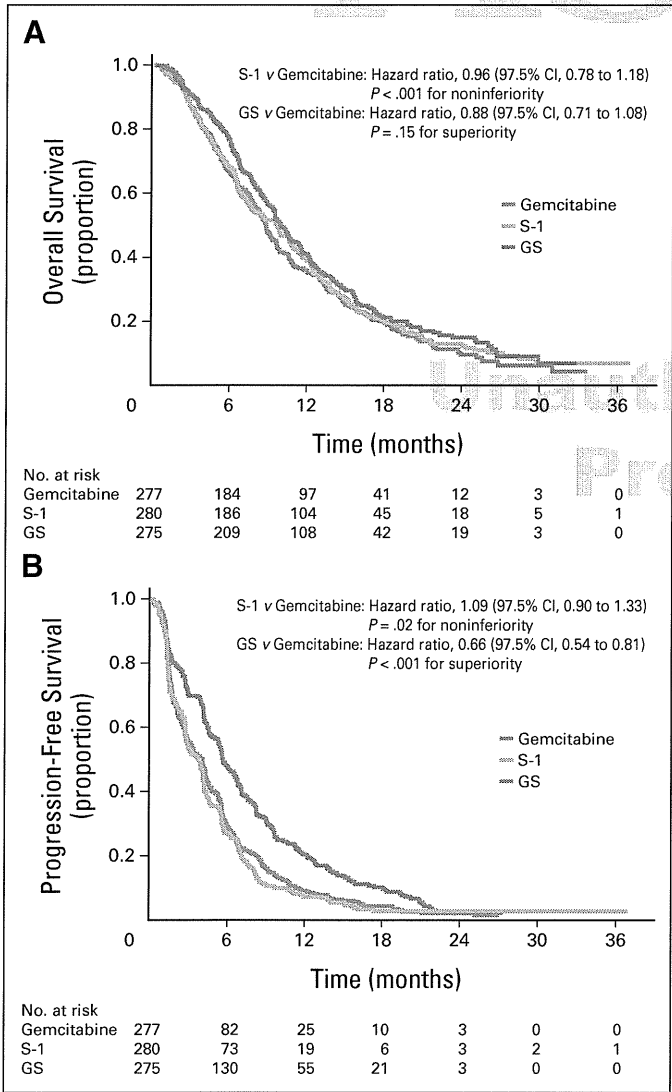 A
S-1 v Gemcitabine: Hazard ratio, 0.96 (97.5% CI, 0.78 to 1.18)
P < .001 for noninferiority
GS v Gemcitabine: Hazard ratio, 0.88 (97.5% CI, 0.71 to 1.08)
P = .15 for superiority
Overall Survival
(proportion)
1.0
0.8
0.6
0.4
0.2
Gemcitabine
S-1
GS
0 6 12 18 24 30 36
Time (months)
No. at risk
Gemcitabine 277 184 97 41 12 3 0
S-1 280 186 104 45 18 5 1
GS 275 209 108 42 19 3 0
B
S-1 v Gemcitabine: Hazard ratio, 1.09 (97.5% CI, 0.90 to 1.33)
P = .02 for noninferiority
GS v Gemcitabine: Hazard ratio, 0.66 (97.5% CI, 0.54 to 0.81)
P < .001 for superiority
Progression-Free Survival
(proportion)
1.0
0.8
0.6
0.4
0.2
Gemcitabine
S-1
GS
0 6 12 18 24 30 36
Time (months)
No. at risk
Gemcitabine 277 82 25 10 3 0 0
S-1 280 73 19 6 3 2 1
GS 275 130 55 21 3 0 0